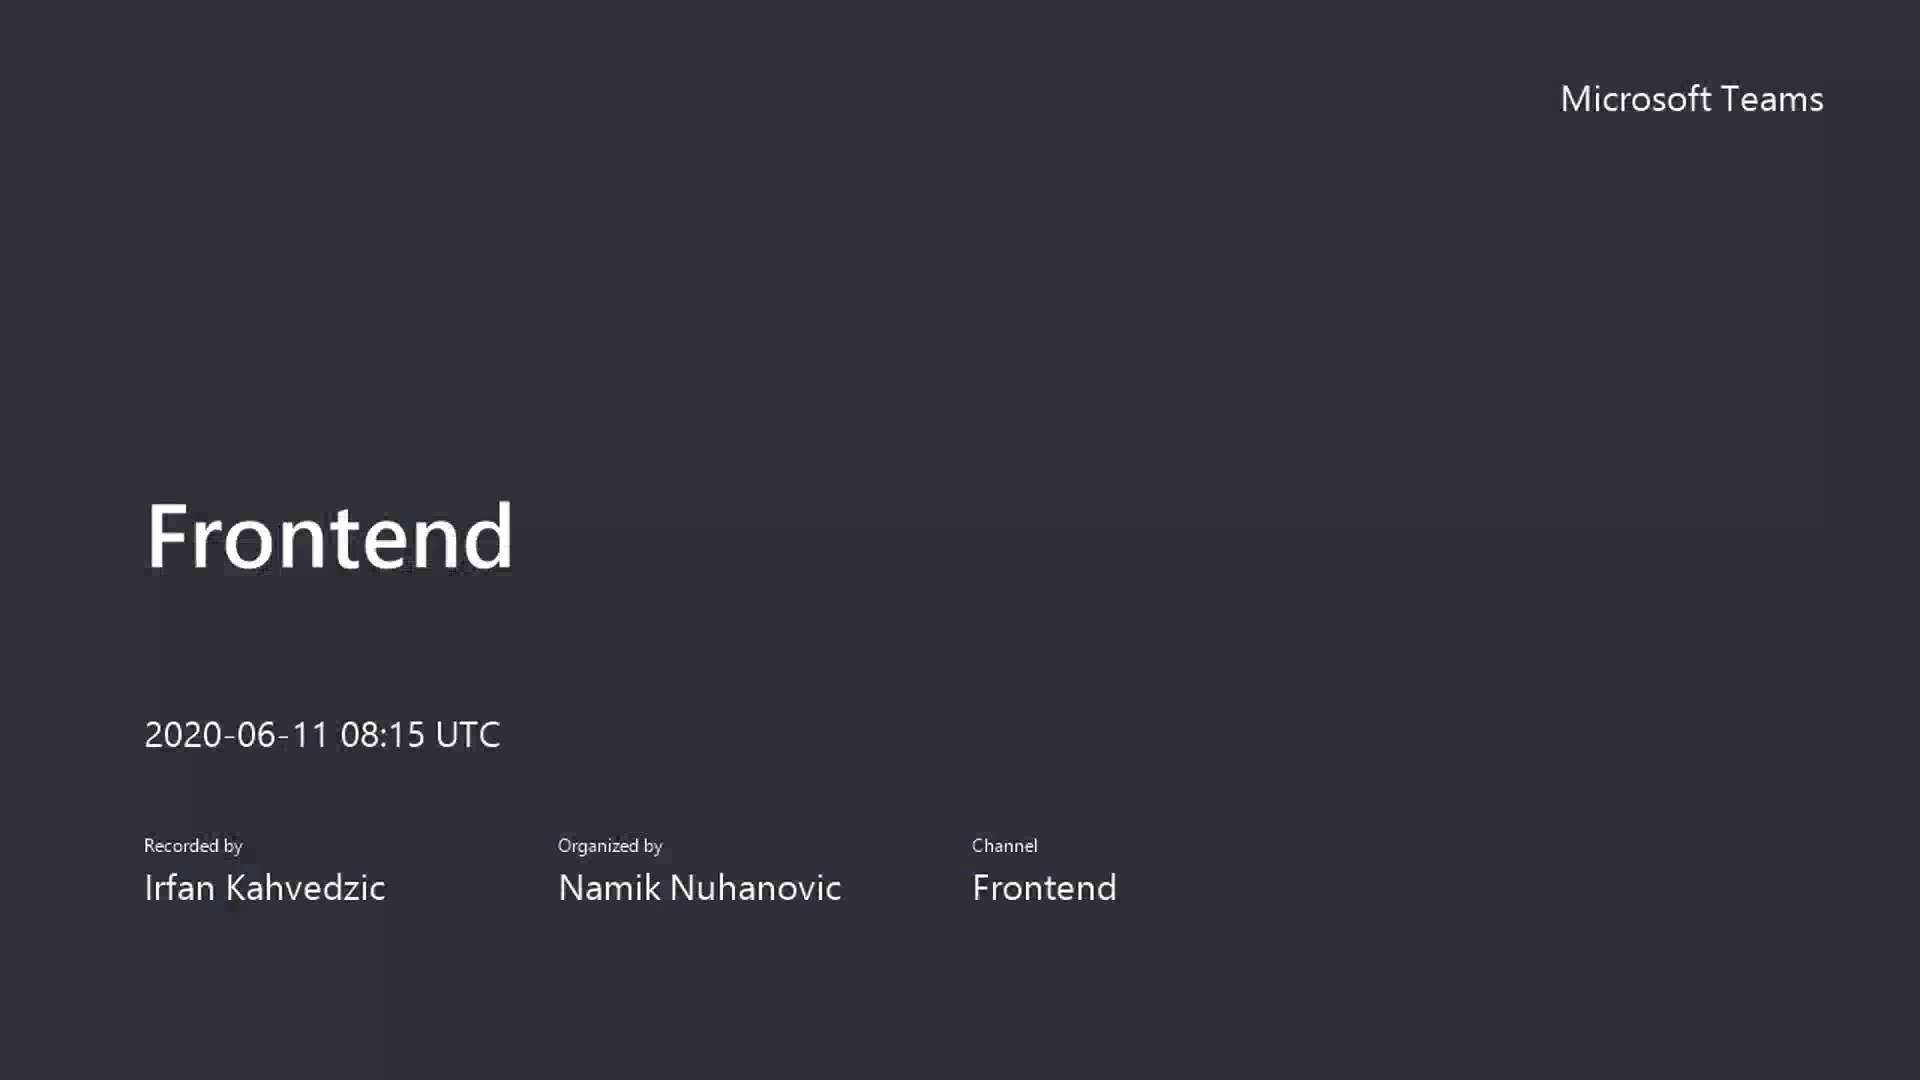 Microsoft Teams
Frontend
2020-06-11 08:15 UTC
Recorded by
Irfan Kahvedzic
Organized by
Namik Nuhanovic
Channel
Frontend